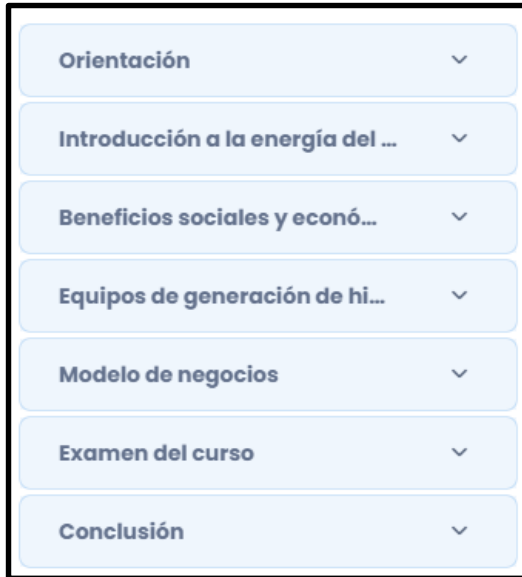 Orientación
Introducción a la energía del ...
Beneficios sociales y econó...
Equipos de generación de hi...
Modelo de negocios
Examen del curso
Conclusión